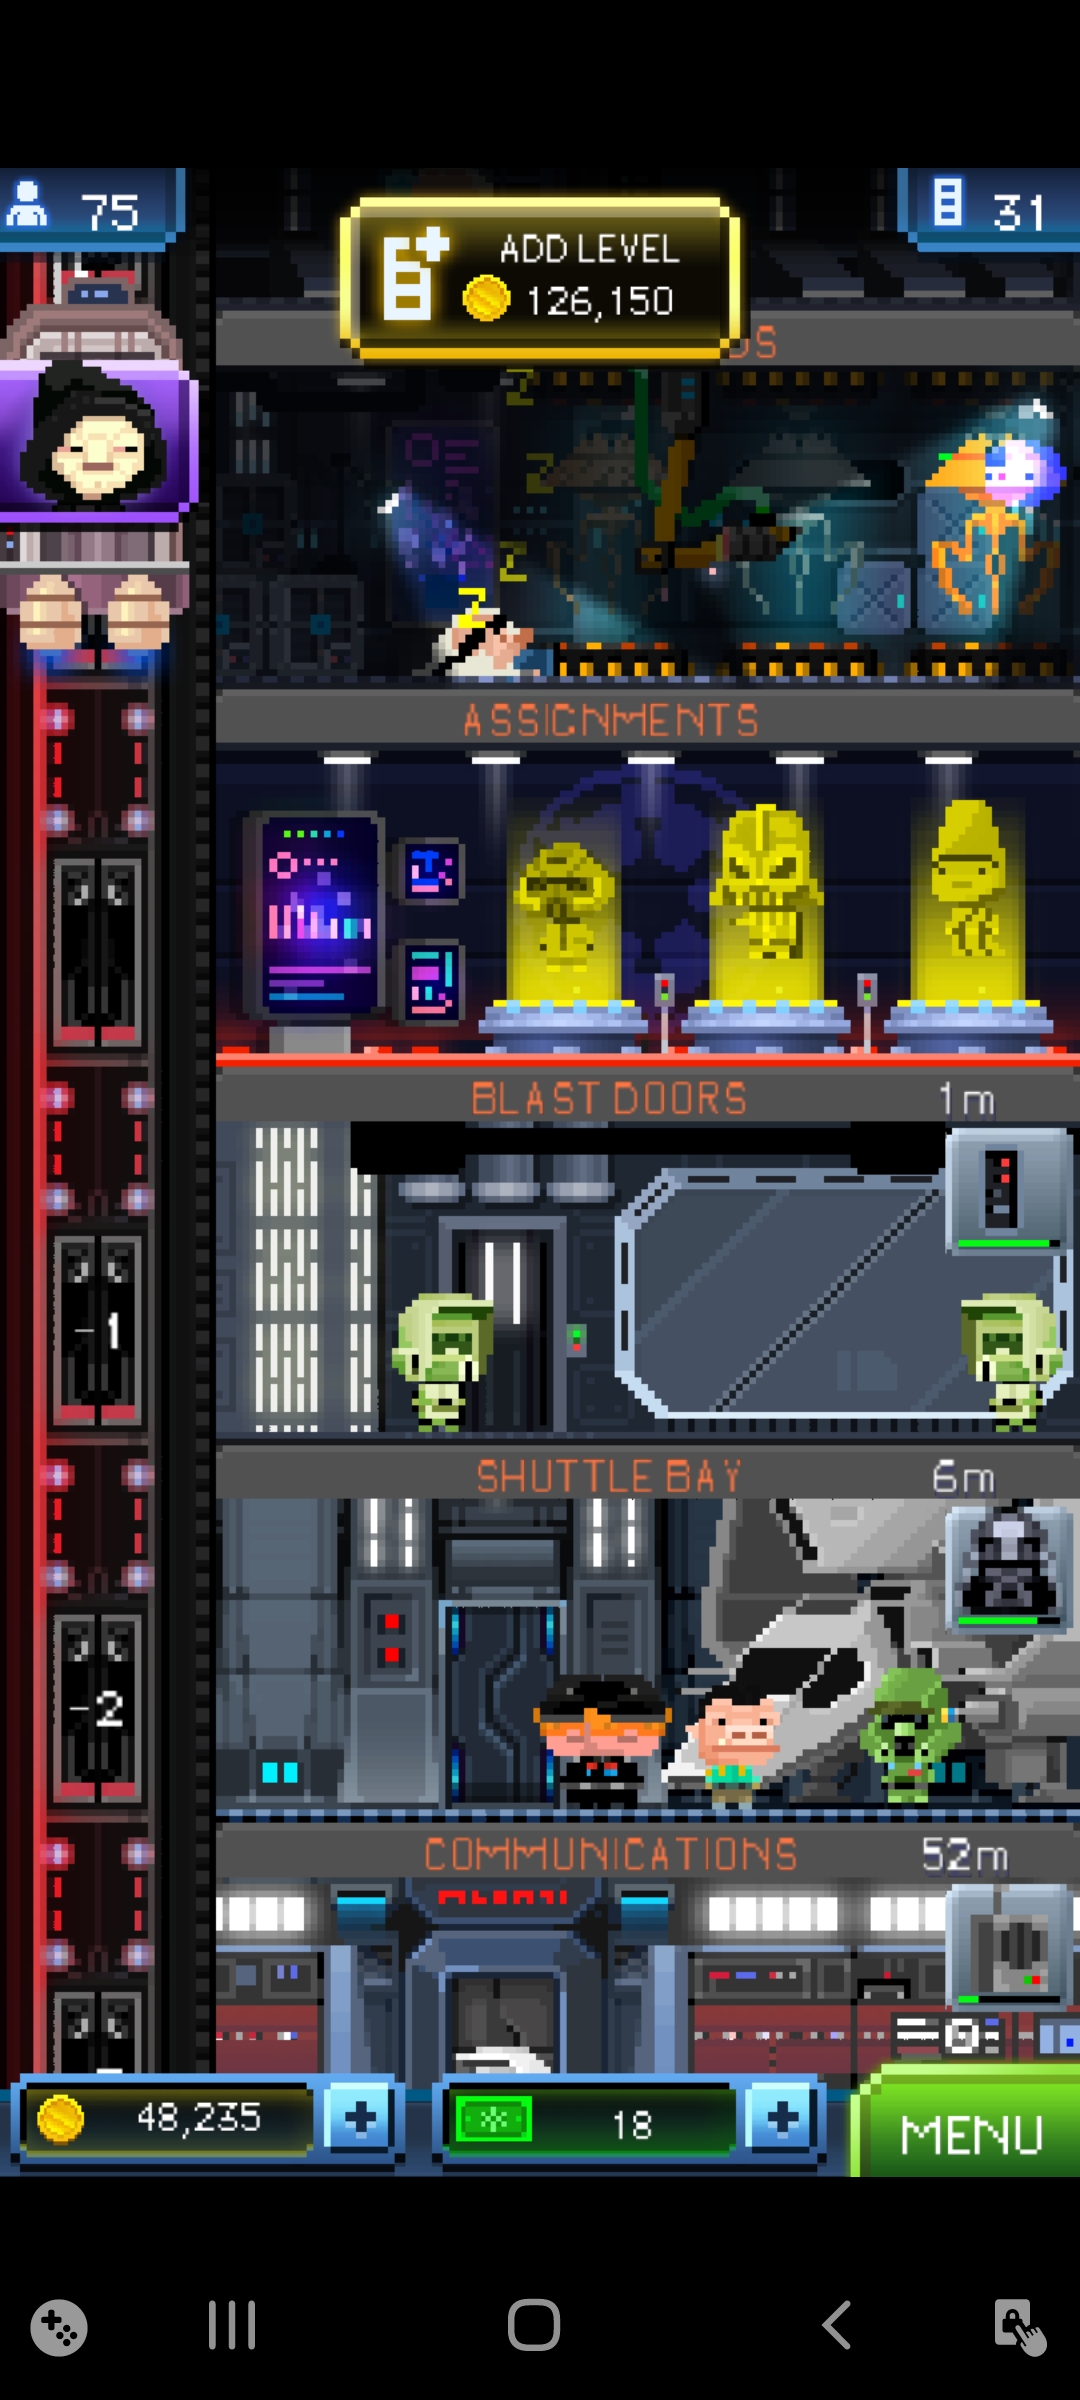 75
ADD LEVEL
31
126,150
DS
Z
Z
Z
Z
ASSIGNMENTS
BLAST DOORS 1m
-1
SHUTTLE BAY 6m
-2
COMMUNICATIONS 52m
48,235
18
MENU